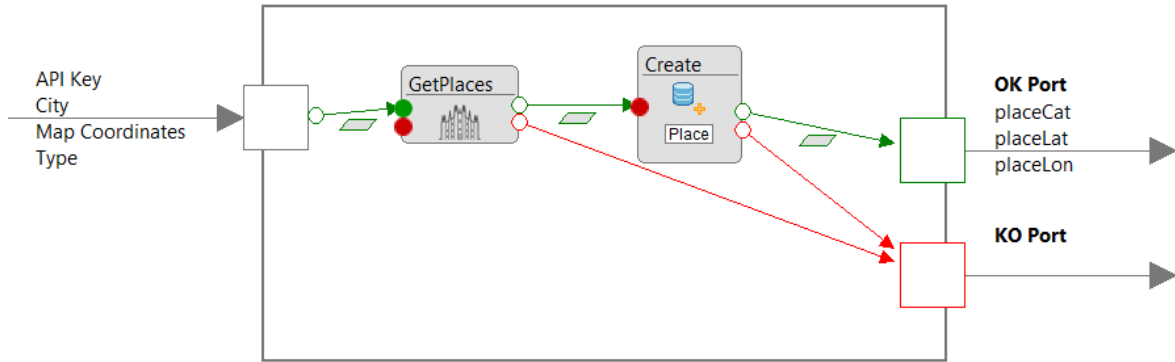 API Key
City
Map Coordinates
Type
GetPlaces
Create
Place
OK Port
placeCat
placeLat
placeLon
KO Port